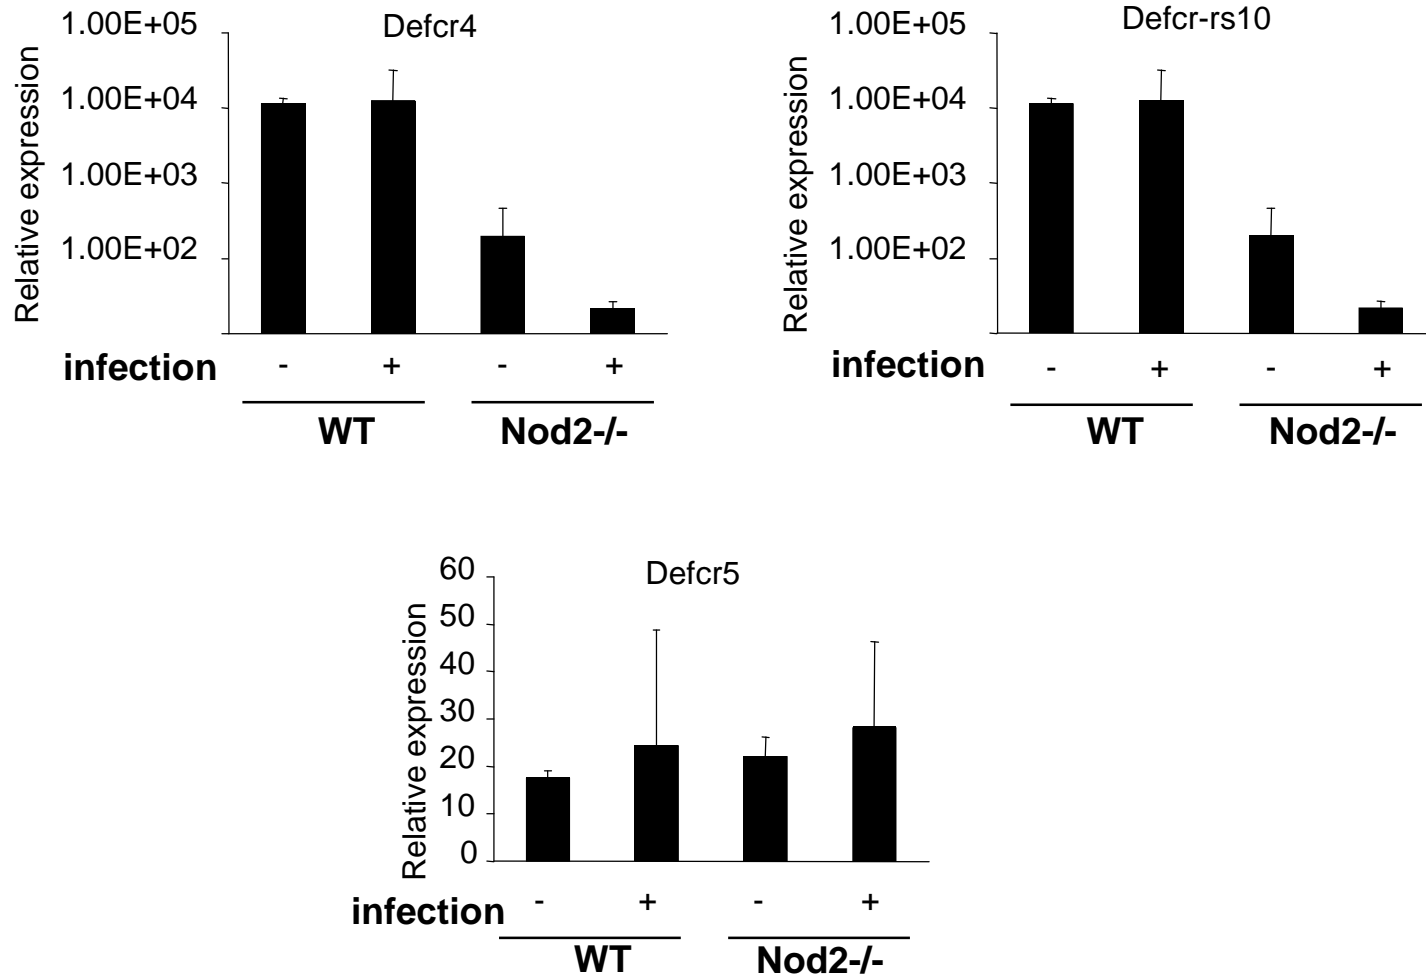 Defcr4
Relative expression
1.00E+05
1.00E+04
1.00E+03
1.00E+02
infection - + - +
WT Nod2-/-
Defcr-rs10
Relative expression
1.00E+05
1.00E+04
1.00E+03
1.00E+02
infection - + - +
WT Nod2-/-
Defcr5
Relative expression
60
50
40
30
20
10
0
infection - + - +
WT Nod2-/-